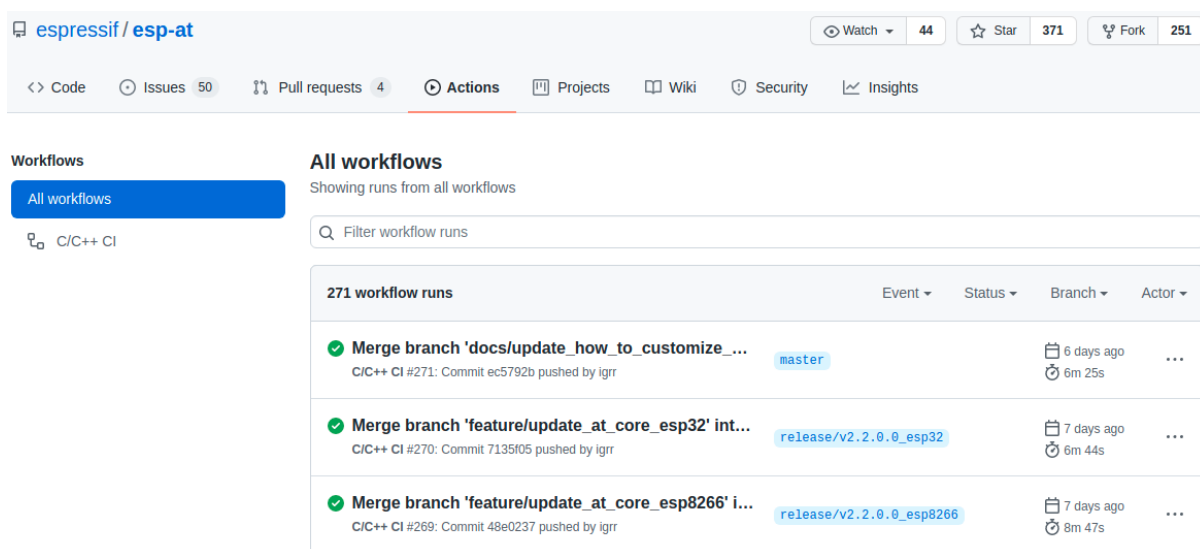 espressif / esp-at
Watch 44
Star 371
Fork 251
Code
Issues 50
Pull requests 4
Actions
Projects
Wiki
Security
Insights
Workflows
All workflows
C/C++ CI
All workflows
Showing runs from all workflows
Filter workflow runs
271 workflow runs
Event
Status
Branch
Actor
Merge branch 'docs/update_how_to_customize_...
C/C++ CI #271: Commit ec5792b pushed by igrr
master
6 days ago
6m 25s
Merge branch 'feature/update_at_core_esp32' int...
C/C++ CI #270: Commit 7135f05 pushed by igrr
release/v2.2.0.0_esp32
7 days ago
6m 44s
Merge branch 'feature/update_at_core_esp8266' i...
C/C++ CI #269: Commit 48e0237 pushed by igrr
release/v2.2.0.0_esp8266
7 days ago
8m 47s